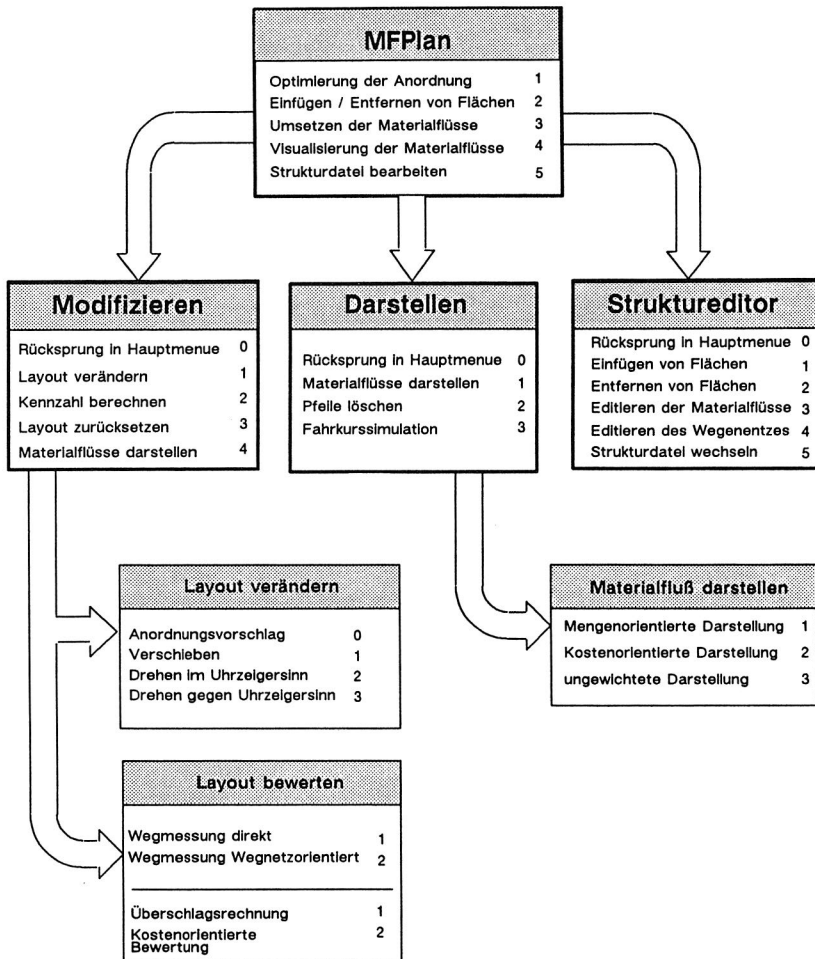 MFPlan
Optimierung der Anordnung 1
Einfügen / Entfernen von Flächen 2
Umsetzen der Materialflüsse 3
Visualisierung der Materialflüsse 4
Strukturdatei bearbeiten 5
Modifizieren
Rücksprung in Hauptmenue 0
Layout verändern 1
Kennzahl berechnen 2
Layout zurücksetzen 3
Materialflüsse darstellen 4
Darstellen
Rücksprung in Hauptmenue 0
Materialflüsse darstellen 1
Pfeile löschen 2
Fahrkurssimulation 3
Struktureditor
Rücksprung in Hauptmenue 0
Einfügen von Flächen 1
Entfernen von Flächen 2
Editieren der Materialflüsse 3
Editieren des Wegenentzes 4
Strukturdatei wechseln 5
Layout verändern
Anordnungsvorschlag 0
Verschieben 1
Drehen im Uhrzeigersinn 2
Drehen gegen Uhrzeigersinn 3
Materialfluß darstellen
Mengenorientierte Darstellung 1
Kostenorientierte Darstellung 2
ungewichtete Darstellung 3
Layout bewerten
Wegmessung direkt 1
Wegmessung Wegnetzorientiert 2
Überschlagsrechnung 1
Kostenorientierte 2
Bewertung